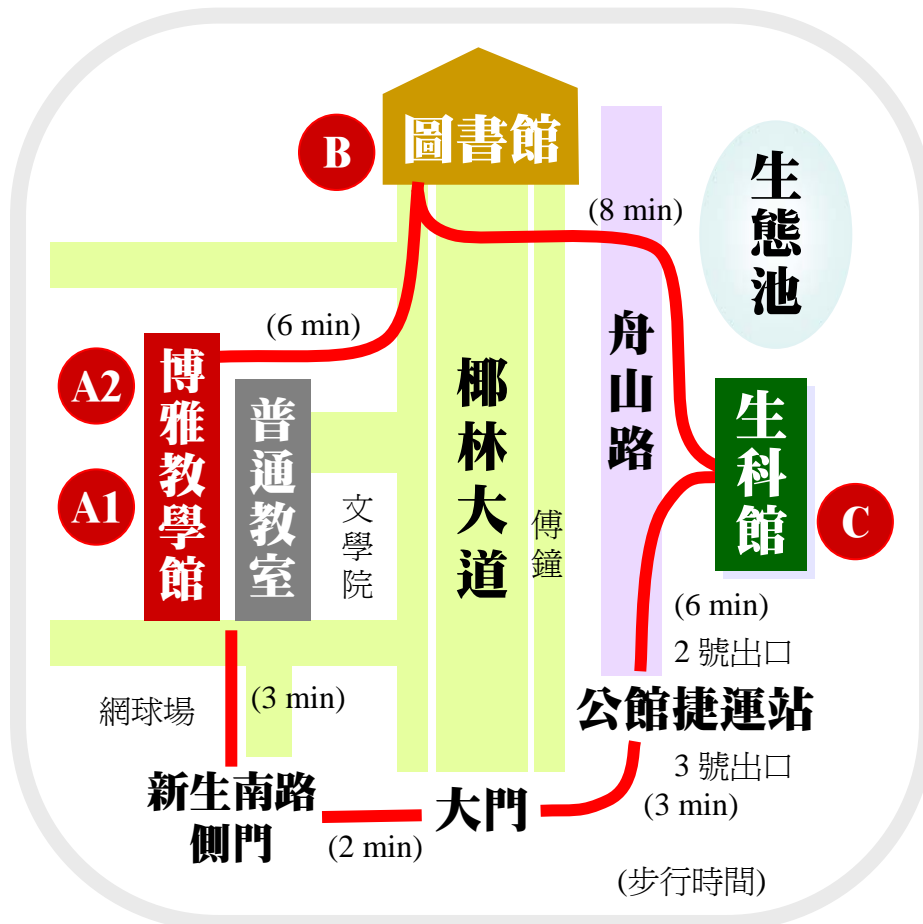 圖書館
B
生態池
(8 min)
(6 min)
舟山路
椰林大道
博雅教學館
A2
A1
普通教室
文學院
傅鐘
生科館
C
(6 min)
2 號出口
公館捷運站
3 號出口
(3 min)
網球場
(3 min)
新生南路
側門
(2 min)
大門
(步行時間)